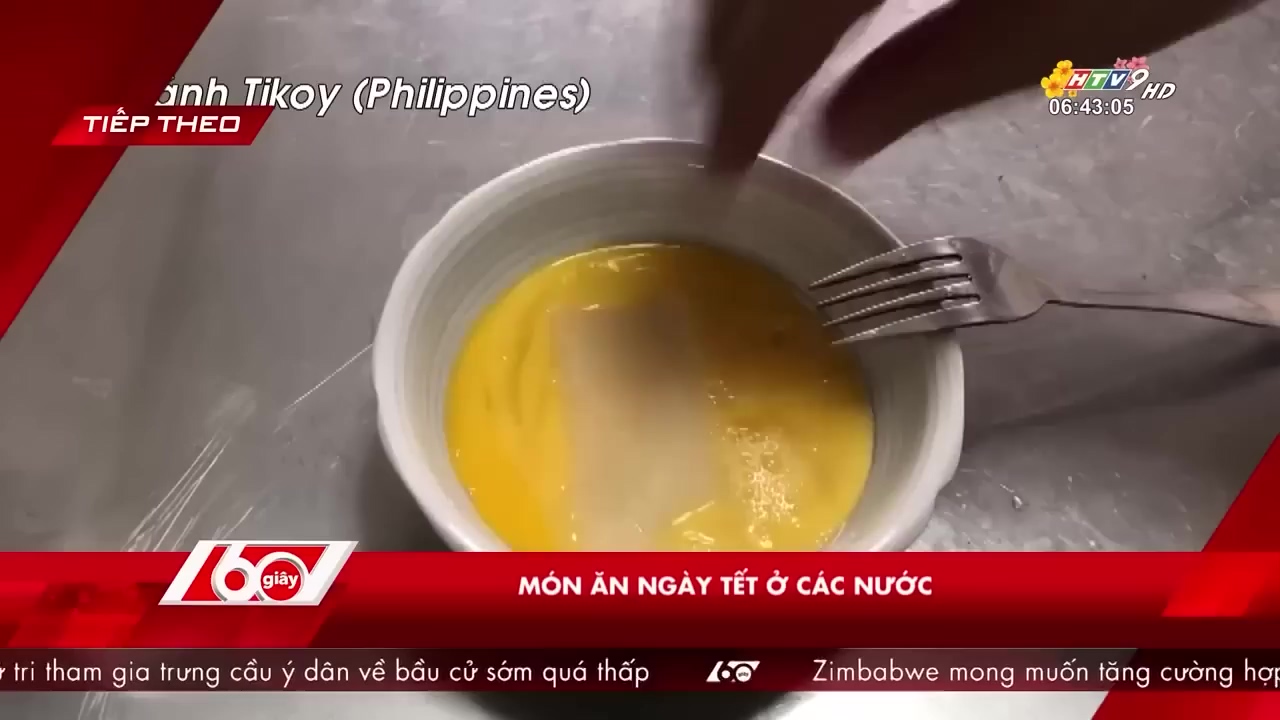 ánh Tikoy (Philippines)
TIẾP THEO
HTV9 HD
06:43:05
60 giây
MÓN ĂN NGÀY TẾT Ở CÁC NƯỚC
tri tham gia trưng cầu ý dân về bầu cử sớm quá thấp
60 giây
Zimbabwe mong muốn tăng cường hợp